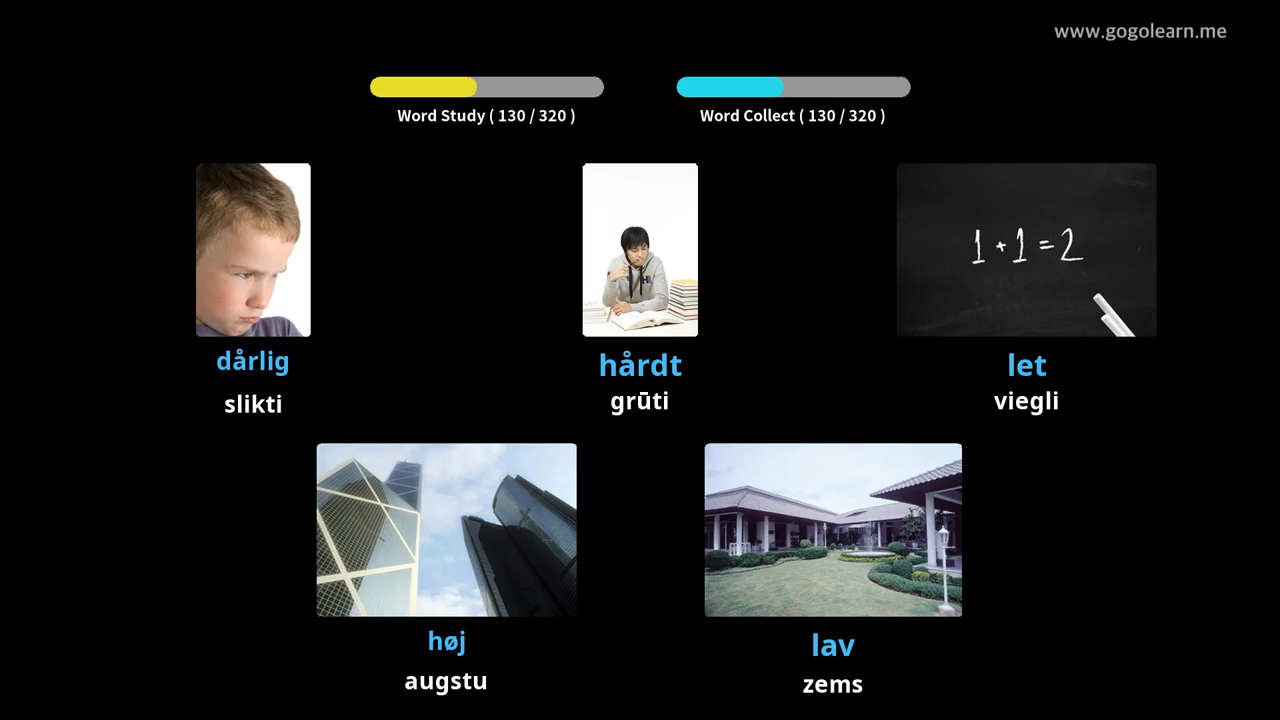 www.gogolearn.me
Word Study ( 130 / 320 )
Word Collect ( 130 / 320 )
1 + 1 = 2
dårlig
slikti
hårdt
grūti
let
viegli
høj
augstu
lav
zems